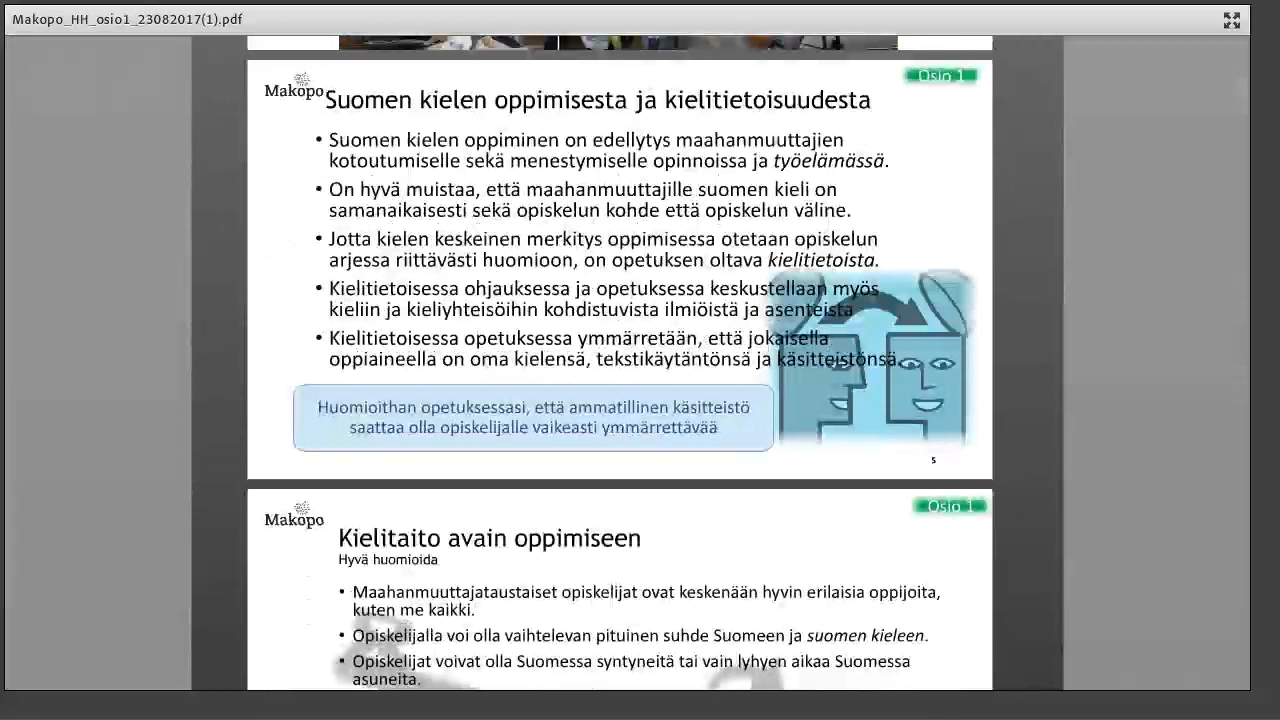 Makopo_HH_osio1_23082017(1).pdf
Osio 1
Makopo
Suomen kielen oppimisesta ja kielitietoisuudesta
• Suomen kielen oppiminen on edellytys maahanmuuttajien
kotoutumiselle sekä menestymiselle opinnoissa ja työelämässä.
• On hyvä muistaa, että maahanmuuttajille suomen kieli on
samanaikaisesti sekä opiskelun kohde että opiskelun väline.
• Jotta kielen keskeinen merkitys oppimisessa otetaan opiskelun
arjessa riittävästi huomioon, on opetuksen oltava kielitietoista.
• Kielitietoisessa ohjauksessa ja opetuksessa keskustellaan myös
kieliin ja kieliyhteisöihin kohdistuvista ilmiöistä ja asenteista
• Kielitietoisessa opetuksessa ymmärretään, että jokaisella
oppiaineella on oma kielensä, tekstikäytäntönsä ja käsitteistönsä.
Huomioithan opetuksessasi, että ammatillinen käsitteistö
saattaa olla opiskelijalle vaikeasti ymmärrettävää
5
Osio 1
Makopo
Kielitaito avain oppimiseen
Hyvä huomioida
• Maahanmuuttajataustaiset opiskelijat ovat keskenään hyvin erilaisia oppijoita,
kuten me kaikki.
• Opiskelijalla voi olla vaihtelevan pituinen suhde Suomeen ja suomen kieleen.
• Opiskelijat voivat olla Suomessa syntyneitä tai vain lyhyen aikaa Suomessa
asuneita.